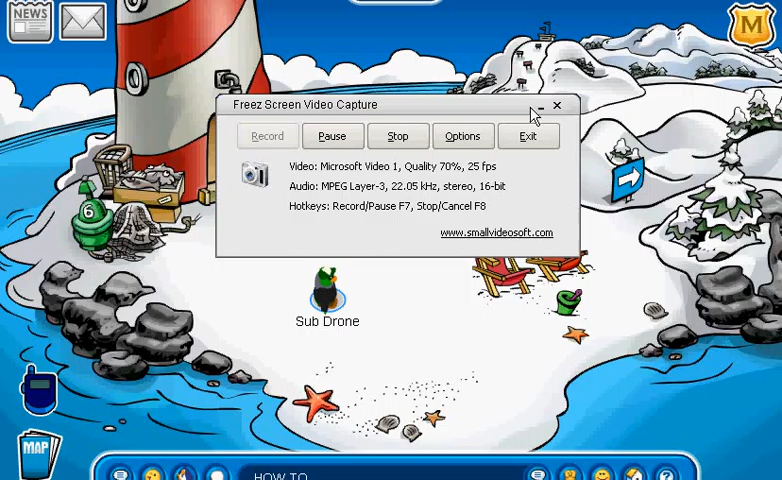 NEWS
M
Freez Screen Video Capture
Record Pause Stop Options Exit
Video: Microsoft Video 1, Quality 70%, 25 fps
Audio: MPEG Layer-3, 22.05 kHz, stereo, 16-bit
Hotkeys: Record/Pause F7, Stop/Cancel F8
www.smallvideosoft.com
6
Sub Drone
MAP
HOW TO
?